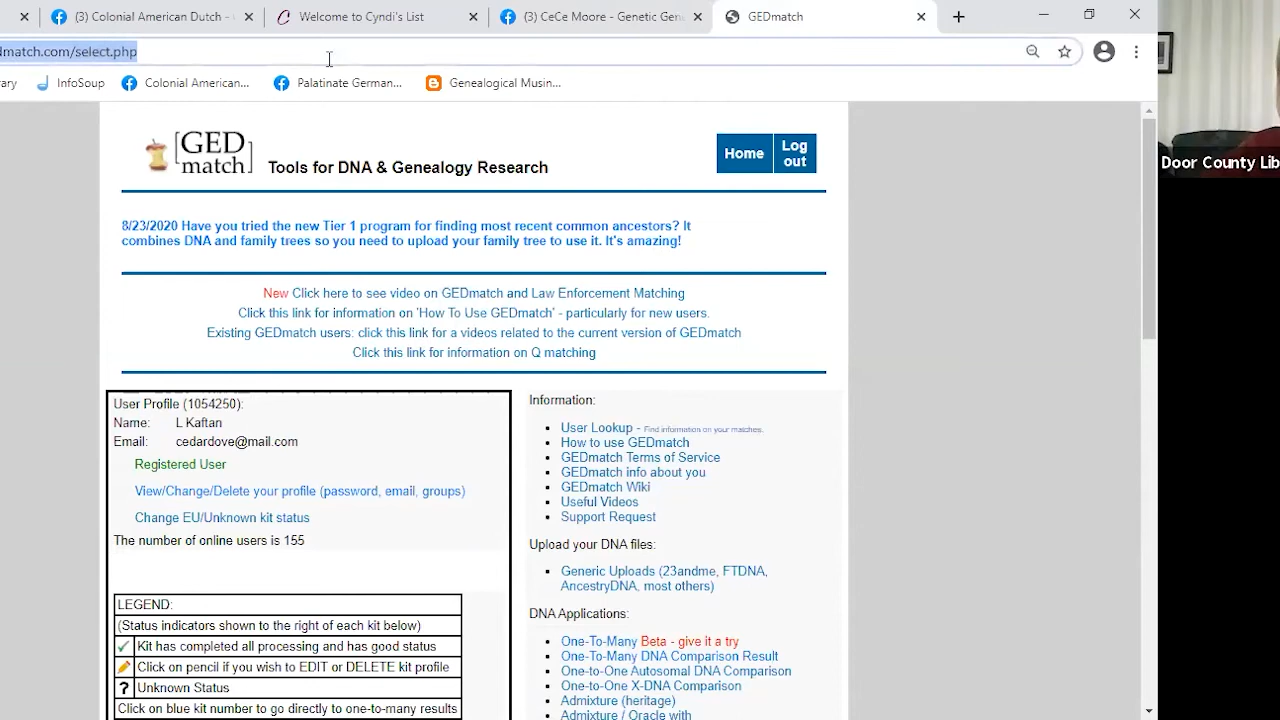 (3) Colonial American Dutch -
Welcome to Cyndi's List
(3) CeCe Moore - Genetic Gen
GEDmatch
dmatch.com/select.php
ary
InfoSoup
Colonial American...
Palatinate German...
Genealogical Musin...
[GED
match]
Tools for DNA & Genealogy Research
Home
Log
out
8/23/2020 Have you tried the new Tier 1 program for finding most recent common ancestors? It
combines DNA and family trees so you need to upload your family tree to use it. It's amazing!
New Click here to see video on GEDmatch and Law Enforcement Matching
Click this link for information on 'How To Use GEDmatch' - particularly for new users.
Existing GEDmatch users: click this link for a videos related to the current version of GEDmatch
Click this link for information on Q matching
User Profile (1054250):
Name: L Kaftan
Email: cedardove@mail.com
Registered User
View/Change/Delete your profile (password, email, groups)
Change EU/Unknown kit status
The number of online users is 155
LEGEND:
(Status indicators shown to the right of each kit below)
Kit has completed all processing and has good status
Click on pencil if you wish to EDIT or DELETE kit profile
? Unknown Status
Click on blue kit number to go directly to one-to-many results
Information:
User Lookup - Find information on your matches.
How to use GEDmatch
GEDmatch Terms of Service
GEDmatch info about you
GEDmatch Wiki
Useful Videos
Support Request
Upload your DNA files:
Generic Uploads (23andme, FTDNA,
AncestryDNA, most others)
DNA Applications:
One-To-Many Beta - give it a try
One-To-Many DNA Comparison Result
One-to-One Autosomal DNA Comparison
One-to-One X-DNA Comparison
Admixture (heritage)
Admixture / Oracle with
Door County Lib